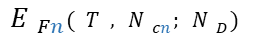 E Fn( T , N cn; N D)